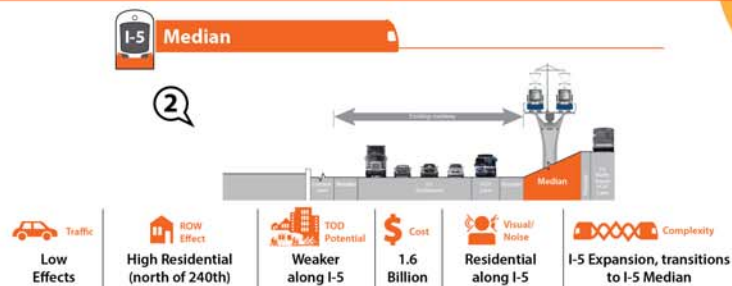 I-5 Median
2
Existing roadway
Median
Traffic
Low
Effects
ROW
Effect
High Residential
(north of 240th)
TOD
Potential
Weaker
along I-5
$ Cost
1.6
Billion
Visual/
Noise
Residential
along I-5
Complexity
I-5 Expansion, transitions
to I-5 Median